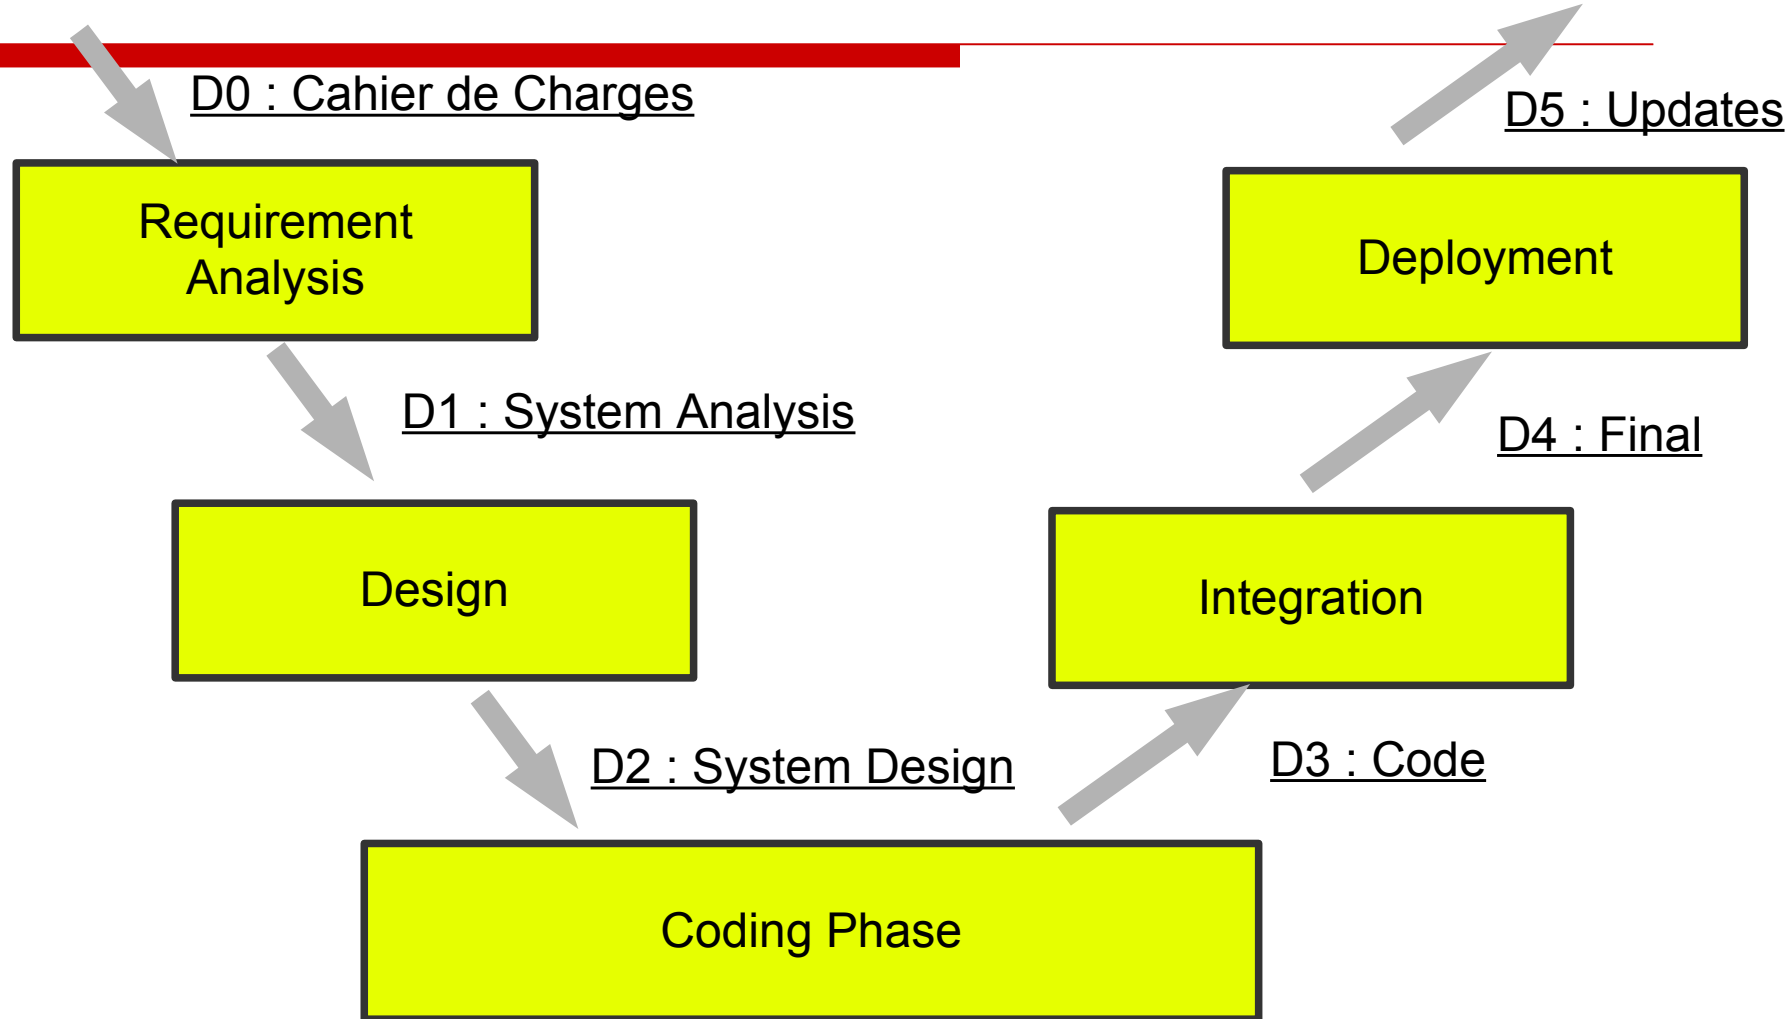 D0 : Cahier de Charges
D5 : Updates
Requirement
Analysis
Deployment
D1 : System Analysis
D4 : Final
Design
Integration
D2 : System Design
D3 : Code
Coding Phase